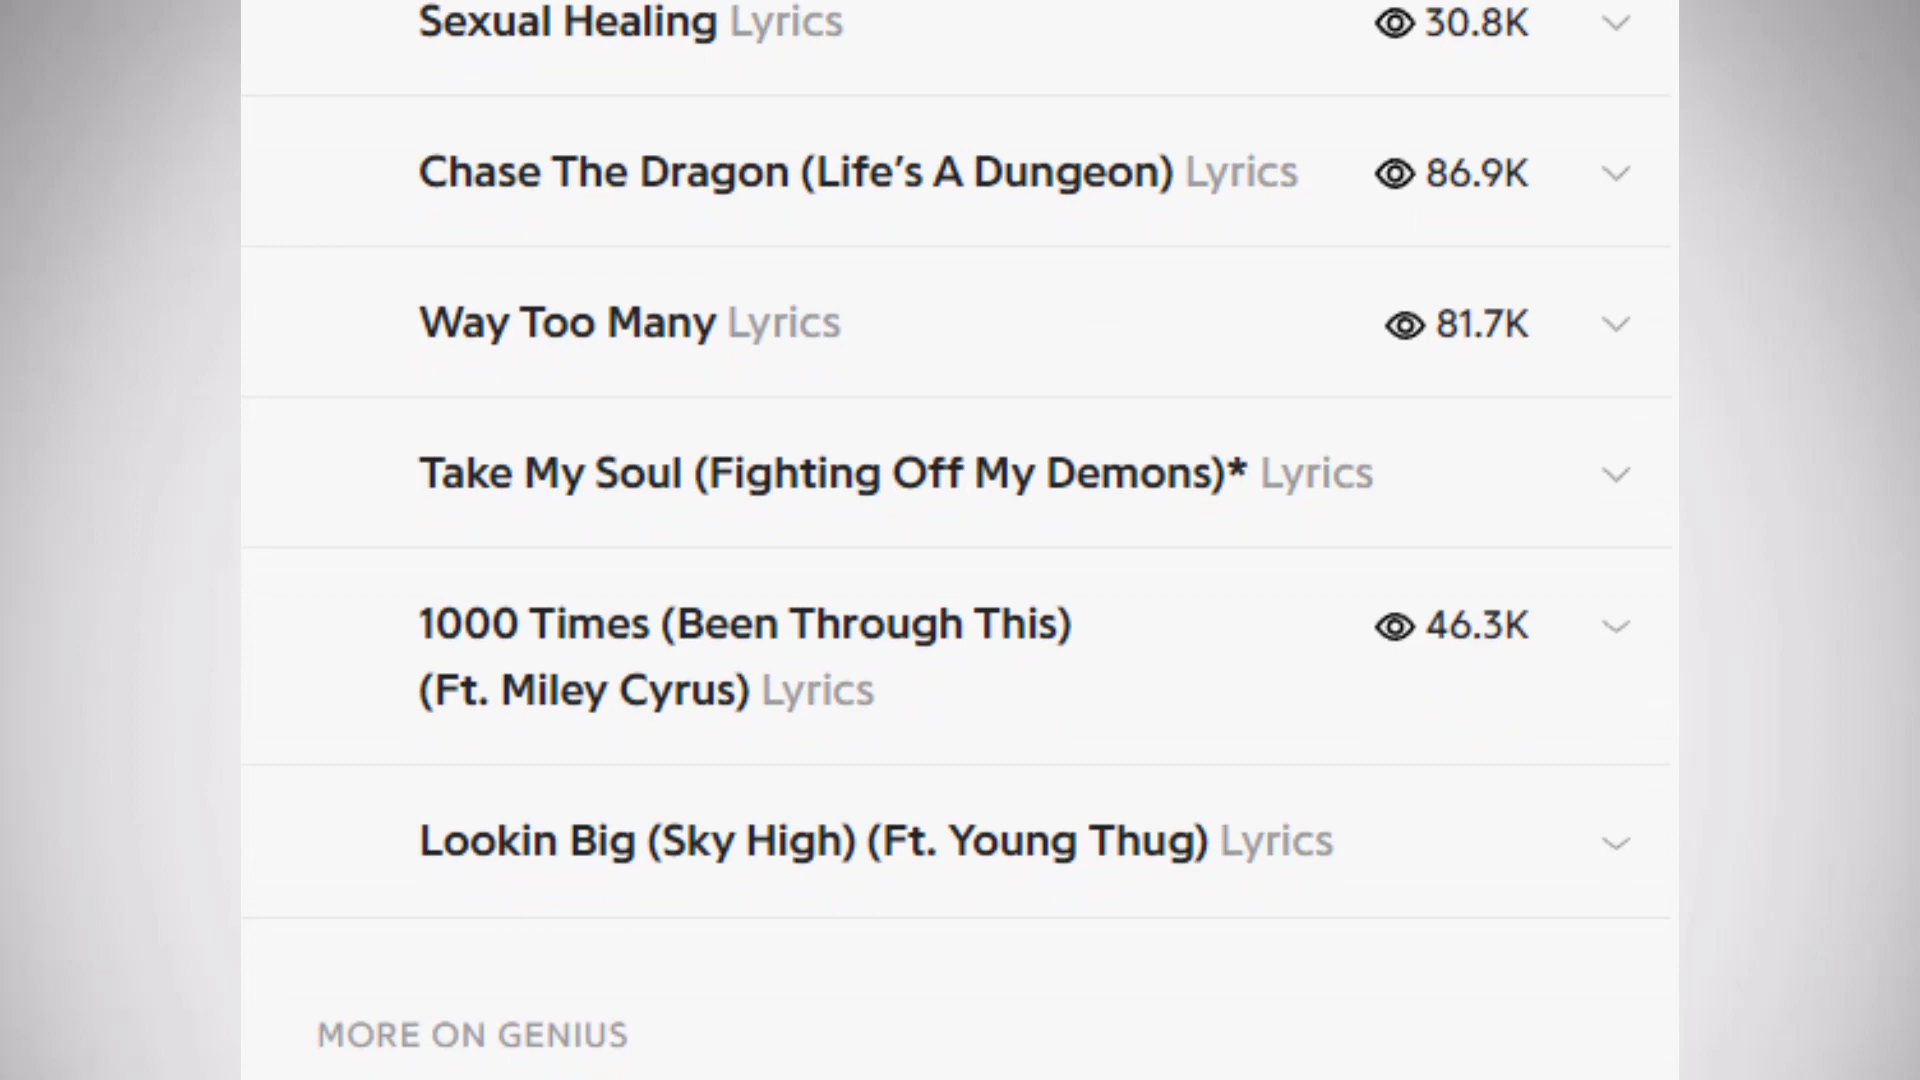 Sexual Healing Lyrics 30.8K
Chase The Dragon (Life's A Dungeon) Lyrics 86.9K
Way Too Many Lyrics 81.7K
Take My Soul (Fighting Off My Demons)* Lyrics
1000 Times (Been Through This) 46.3K
(Ft. Miley Cyrus) Lyrics
Lookin Big (Sky High) (Ft. Young Thug) Lyrics
MORE ON GENIUS